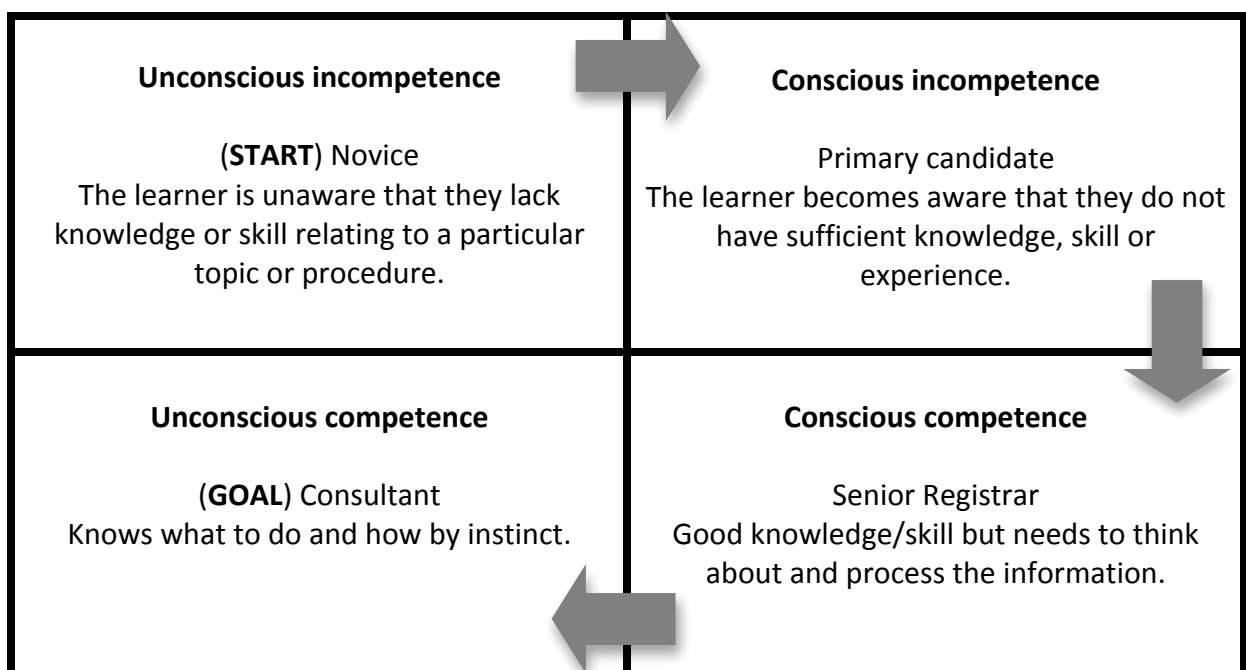 Unconscious incompetence
(START) Novice
The learner is unaware that they lack
knowledge or skill relating to a particular
topic or procedure.
Conscious incompetence
Primary candidate
The learner becomes aware that they do not
have sufficient knowledge, skill or
experience.
Unconscious competence
(GOAL) Consultant
Knows what to do and how by instinct.
Conscious competence
Senior Registrar
Good knowledge/skill but needs to think
about and process the information.